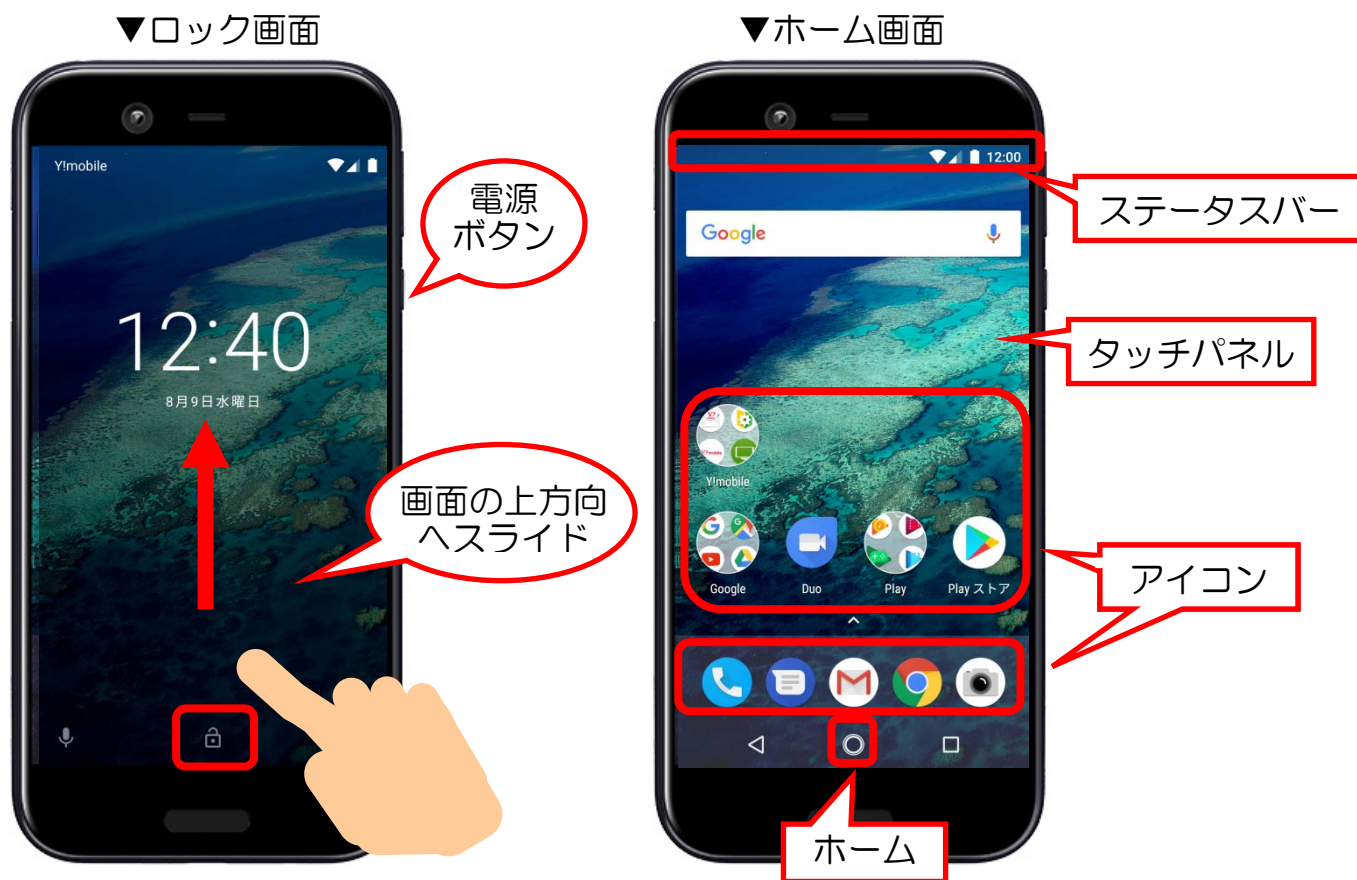 ▼ロック画面
Y!mobile
電源
ボタン
12:40
8月9日水曜日
画面の上方向
へスライド
▼ホーム画面
12:00
ステータスバー
Google
タッチパネル
Y!mobile
Google
Duo
Play
Play ストア
アイコン
ホーム